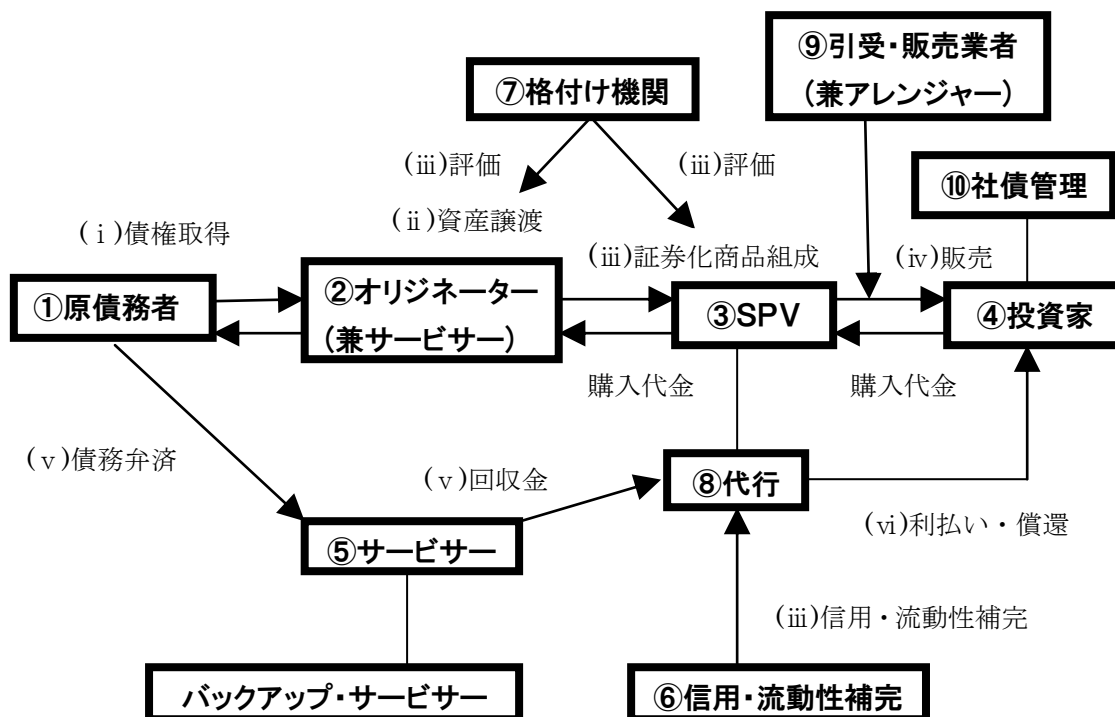 ⑨引受・販売業者
（兼アレンジャー）
⑦格付け機関
(ⅲ)評価
(ⅲ)評価
⑩社債管理
(ⅱ)資産譲渡
(ⅰ)債権取得
(ⅲ)証券化商品組成
(ⅳ)販売
①原債務者
②オリジネーター
（兼サービサー）
③SPV
④投資家
購入代金
購入代金
(ⅴ)債務弁済
(ⅴ)回収金
⑧代行
(ⅵ)利払い・償還
⑤サービサー
(ⅲ)信用・流動性補完
バックアップ・サービサー
⑥信用・流動性補完